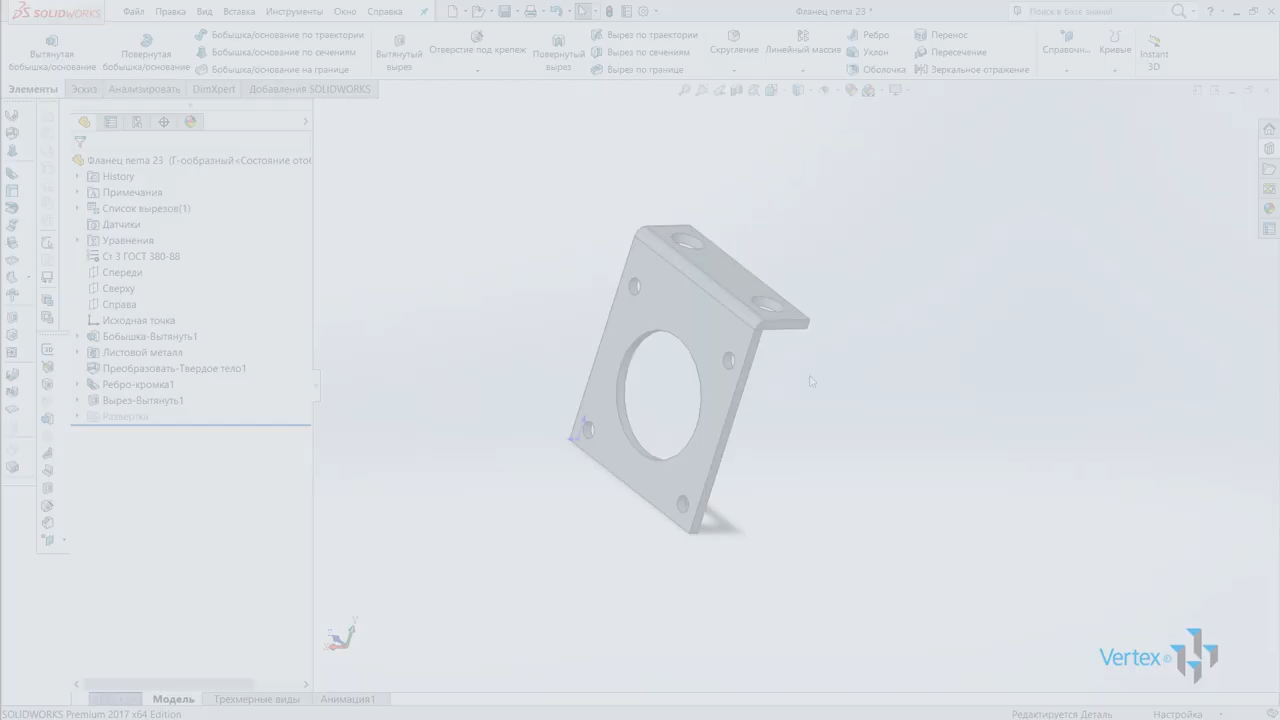 SOLIDWORKS
Файл Правка Вид Вставка Инструменты Окно Справка
Фланец nema 23 *
Поиск в базе знаний
Вытянутая бобышка/основание
Повернутая бобышка/основание
Бобышка/основание по траектории
Бобышка/основание по сечениям
Бобышка/основание на границе
Вытянутый вырез
Отверстие под крепеж
Повернутый вырез
Вырез по траектории
Вырез по сечениям
Вырез по границе
Скругление
Линейный массив
Ребро
Уклон
Оболочка
Перенос
Пересечение
Зеркальное отражение
Справочн...
Кривые
Instant 3D
Элементы Эскиз Анализировать DimXpert Добавления SOLIDWORKS
Фланец nema 23 (Г-ообразный<Состояние отоб
History
Примечания
Список вырезов(1)
Датчики
Уравнения
Ст 3 ГОСТ 380-88
Спереди
Сверху
Справа
Исходная точка
Бобышка-Вытянуть1
Листовой металл
Преобразовать-Твердое тело1
Ребро-кромка1
Вырез-Вытянуть1
Развертка
Vertex©
Модель Трехмерные виды Анимация1
SOLIDWORKS Premium 2017 x64 Edition
Редактируется Деталь
Настройка